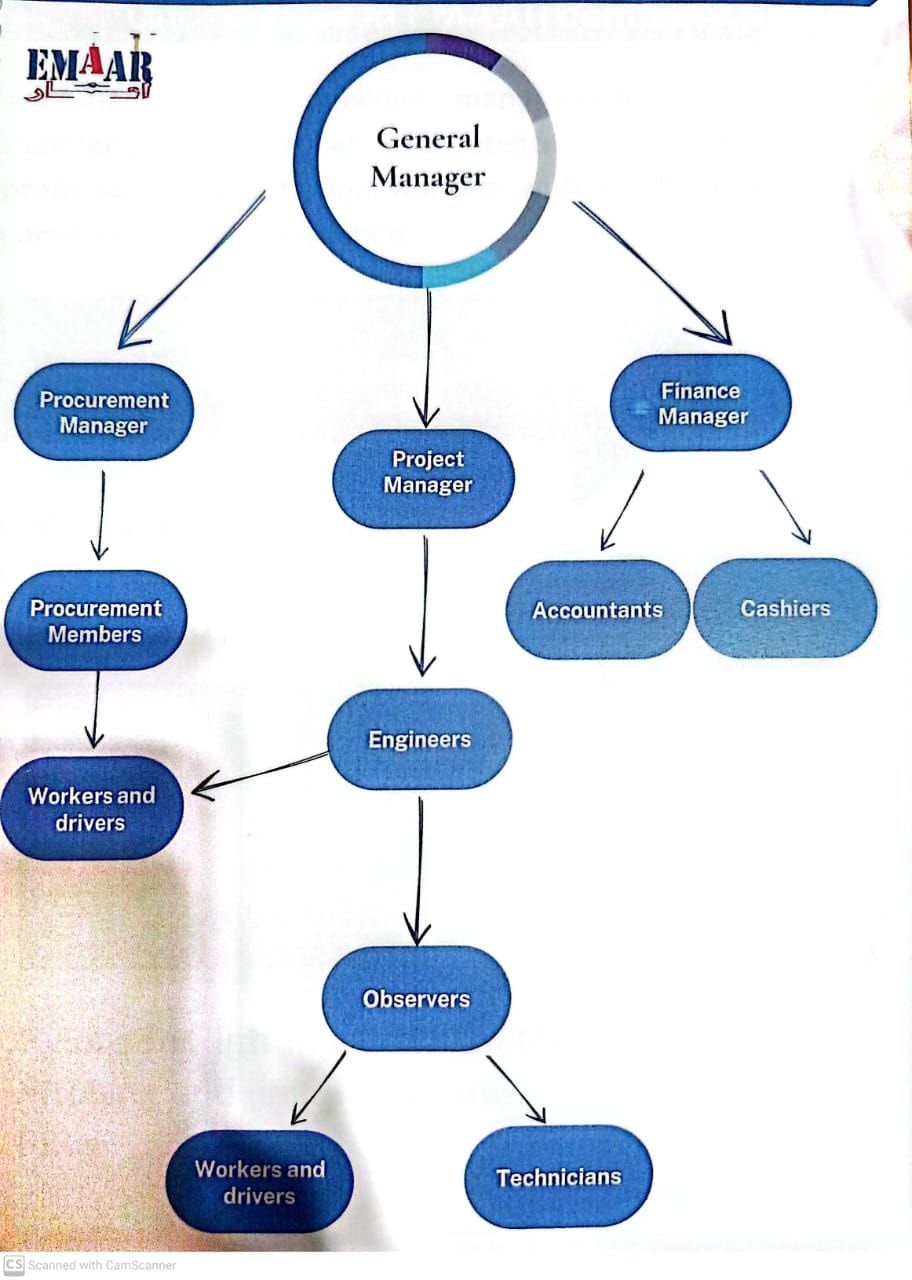 EMAAR
إعمار
General
Manager
Procurement
Manager
Project
Manager
Finance
Manager
Procurement
Members
Accountants
Cashiers
Engineers
Workers and
drivers
Observers
Workers and
drivers
Technicians
CS Scanned with CamScanner